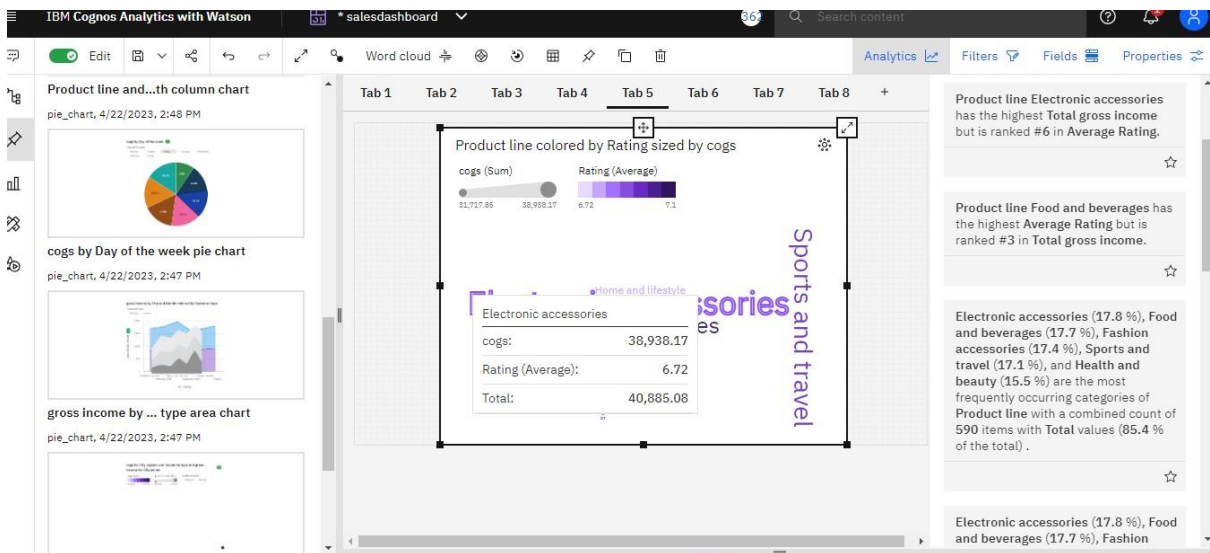 IBM Cognos Analytics with Watson
* salesdashboard
362
Search content
Edit
Word cloud
Analytics
Filters
Fields
Properties
Product line and...th column chart
pie_chart, 4/22/2023, 2:48 PM
cogs by Day of the week
cogs by Day of the week pie chart
pie_chart, 4/22/2023, 2:47 PM
gross income by ... type area chart
pie_chart, 4/22/2023, 2:47 PM
Tab 1
Tab 2
Tab 3
Tab 4
Tab 5
Tab 6
Tab 7
Tab 8
+
Product line colored by Rating sized by cogs
cogs (Sum)
Rating (Average)
31,717.85
38,938.17
6.72
7.1
Home and lifestyle
Sports and travel
Electronic accessories
cogs: 38,938.17
Rating (Average): 6.72
Total: 40,885.08
Product line Electronic accessories
has the highest Total gross income
but is ranked #6 in Average Rating.
Product line Food and beverages has
the highest Average Rating but is
ranked #3 in Total gross income.
Electronic accessories (17.8 %), Food
and beverages (17.7 %), Fashion
accessories (17.4 %), Sports and
travel (17.1 %), and Health and
beauty (15.5 %) are the most
frequently occurring categories of
Product line with a combined count of
590 items with Total values (85.4 %
of the total) .
Electronic accessories (17.8 %), Food
and beverages (17.7 %), Fashion